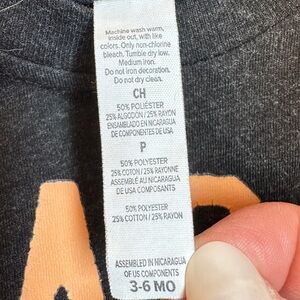 Machine wash warm,
inside out, with like
colors. Only non-chlorine
bleach. Tumble dry low.
Medium iron.
Do not iron decoration.
Do not dry clean.
CH
50% POLIÉSTER
25% ALGODÓN / 25% RAYON
ENSAMBLADO EN NICARAGUA
DE COMPONENTES DE USA
P
50% POLYESTER
25% COTON / 25% RAYONNE
ASSEMBLÉ AU NICARAGUA
DE USA COMPOSANTS
50% POLYESTER
25% COTTON / 25% RAYON
ASSEMBLED IN NICARAGUA
OF US COMPONENTS
3-6 MO